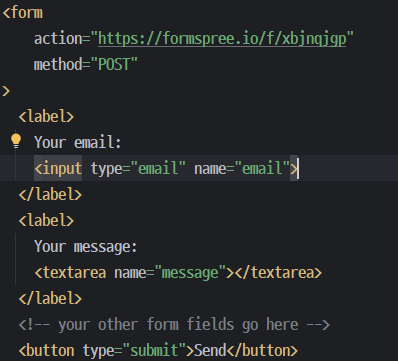 <form
action="https://formspree.io/f/xbjnqjgp"
method="POST"
>
<label>
Your email:
<input type="email" name="email">
</label>
<label>
Your message:
<textarea name="message"></textarea>
</label>
<!-- your other form fields go here -->
<button type="submit">Send</button>